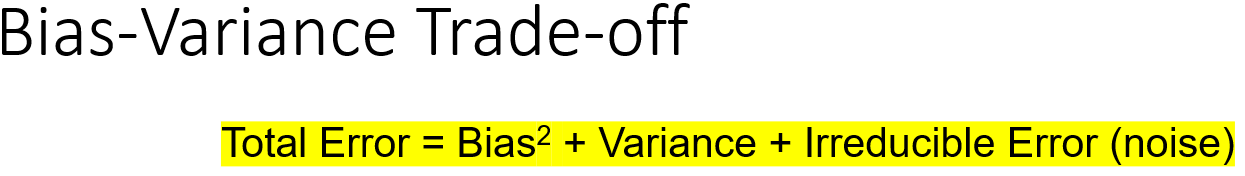 Bias-Variance Trade-off
Total Error = Bias² + Variance + Irreducible Error (noise)